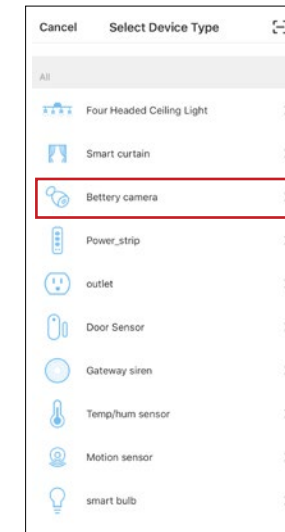 Cancel Select Device Type
All
Four Headed Ceiling Light
Smart curtain
Bettery camera
Power_strip
outlet
Door Sensor
Gateway siren
Temp/hum sensor
Motion sensor
smart bulb